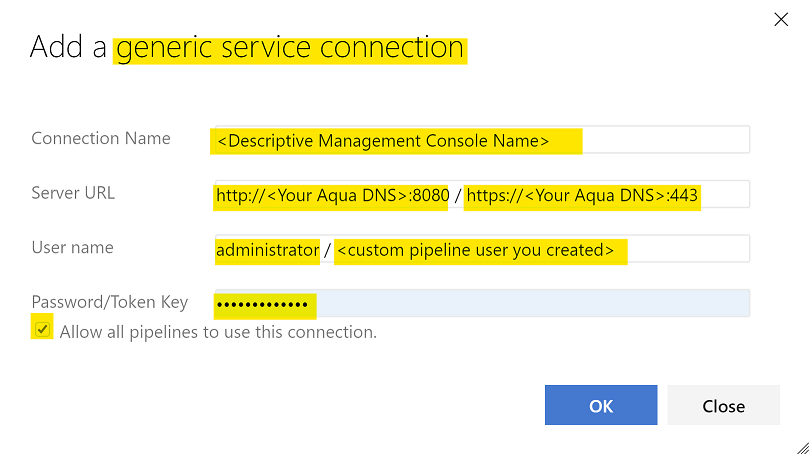 Add a generic service connection
Connection Name <Descriptive Management Console Name>
Server URL http://<Your Aqua DNS>:8080 / https://<Your Aqua DNS>:443
User name administrator / <custom pipeline user you created>
Password/Token Key •••••••••••••
Allow all pipelines to use this connection.
OK Close